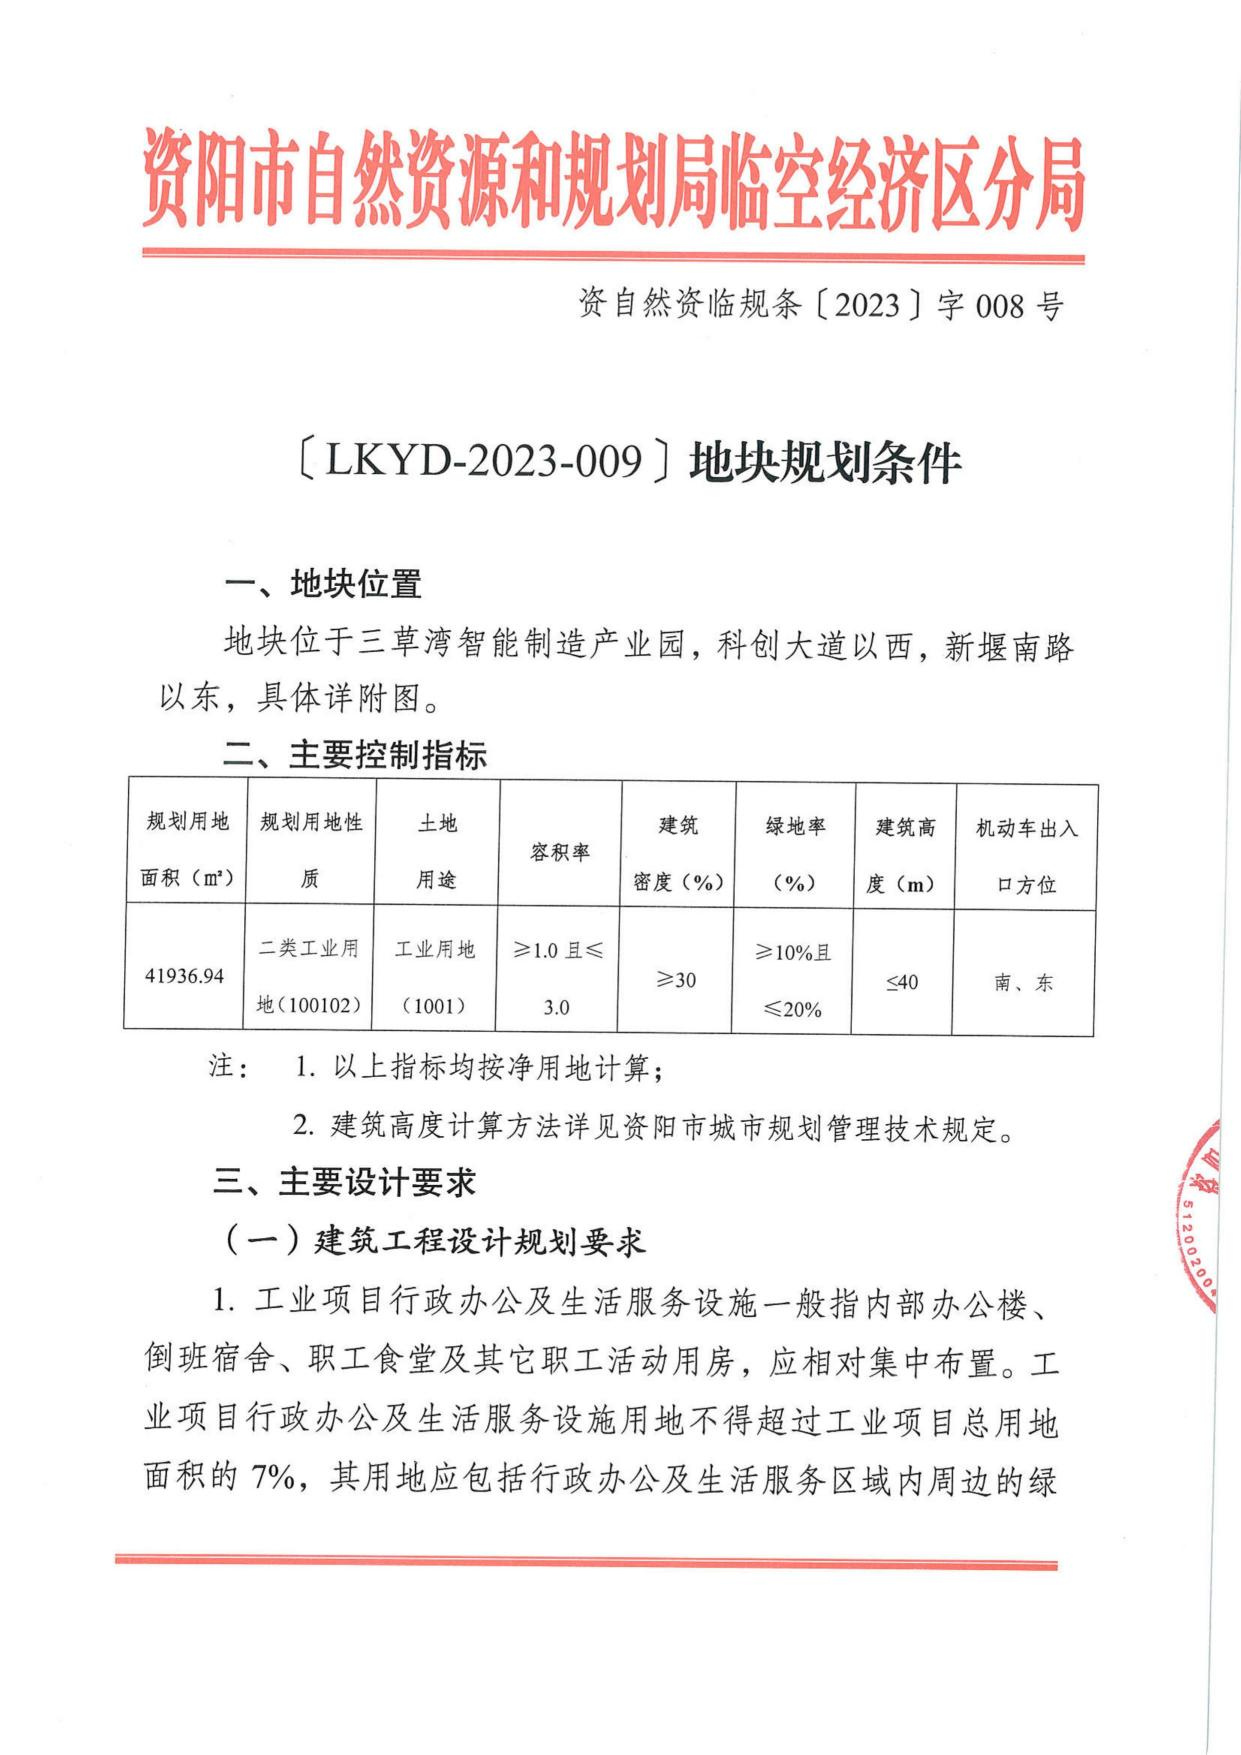 资阳市自然资源和规划局临空经济区分局
资自然资临规条〔2023〕字 008 号
〔LKYD-2023-009〕地块规划条件
一、地块位置
地块位于三草湾智能制造产业园，科创大道以西，新堰南路
以东，具体详附图。
二、主要控制指标
规划用地
面积（㎡）
规划用地性
质
土地
用途
容积率
建筑
密度（%）
绿地率
（%）
建筑高
度（m）
机动车出入
口方位
41936.94
二类工业用
地（100102）
工业用地
（1001）
≥1.0 且≤
3.0
≥30
≥10%且
≤20%
≤40
南、东
注： 1. 以上指标均按净用地计算；
2. 建筑高度计算方法详见资阳市城市规划管理技术规定。
三、主要设计要求
（一）建筑工程设计规划要求
1. 工业项目行政办公及生活服务设施一般指内部办公楼、
倒班宿舍、职工食堂及其它职工活动用房，应相对集中布置。工
业项目行政办公及生活服务设施用地不得超过工业项目总用地
面积的 7%，其用地应包括行政办公及生活服务区域内周边的绿
资阳
512002004